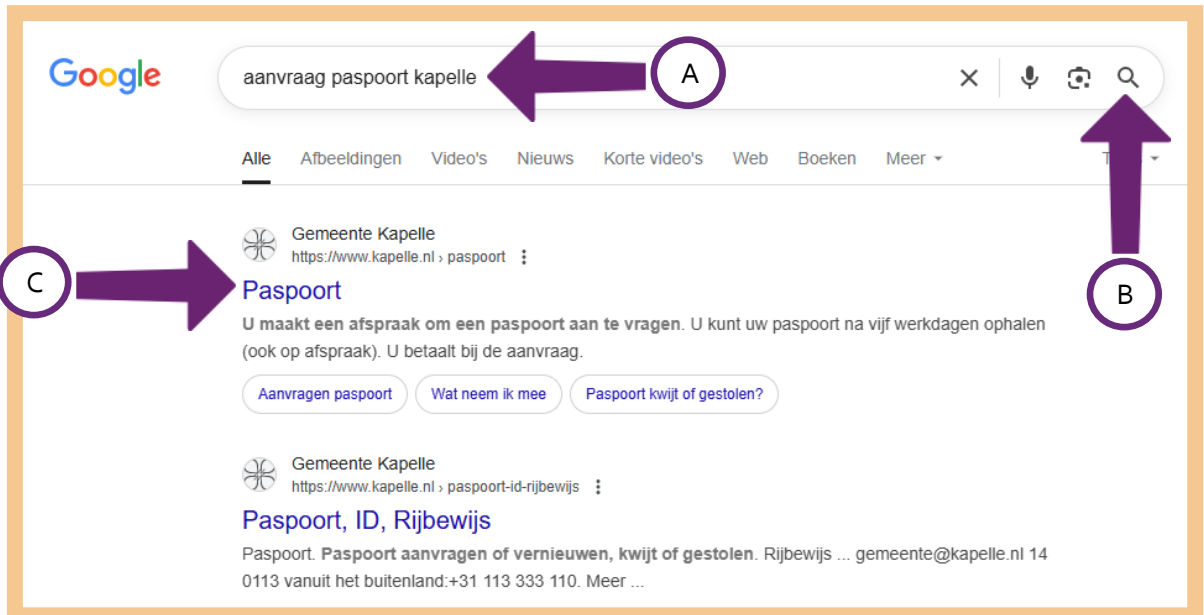 Google
aanvraag paspoort kapelle
A
Alle Afbeeldingen Video's Nieuws Korte video's Web Boeken Meer
B
Gemeente Kapelle
https://www.kapelle.nl › paspoort
C
Paspoort
U maakt een afspraak om een paspoort aan te vragen. U kunt uw paspoort na vijf werkdagen ophalen
(ook op afspraak). U betaalt bij de aanvraag.
Aanvragen paspoort Wat neem ik mee Paspoort kwijt of gestolen?
Gemeente Kapelle
https://www.kapelle.nl › paspoort-id-rijbewijs
Paspoort, ID, Rijbewijs
Paspoort. Paspoort aanvragen of vernieuwen, kwijt of gestolen. Rijbewijs ... gemeente@kapelle.nl 14
0113 vanuit het buitenland:+31 113 333 110. Meer ...